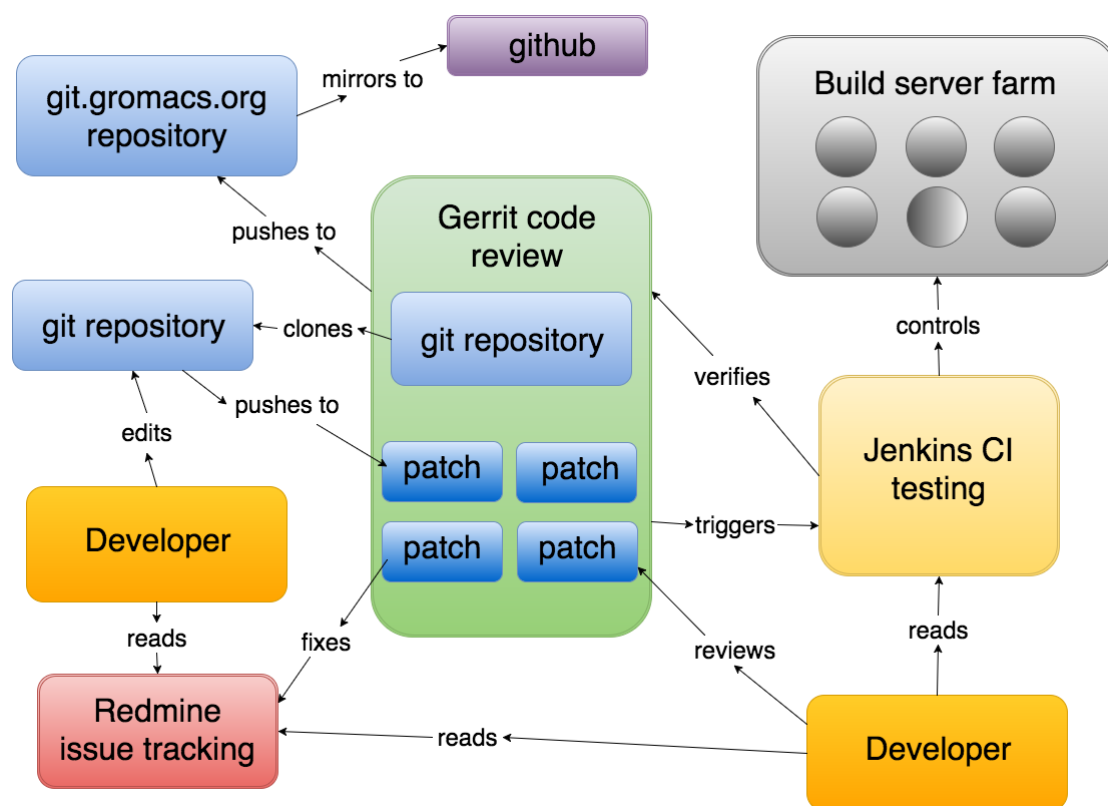 github
mirrors to
git.gromacs.org
repository
Build server farm
pushes to
Gerrit code
review
git repository
clones
git repository
controls
verifies
pushes to
edits
patch
patch
Jenkins CI
testing
Developer
triggers
patch
patch
reads
fixes
reviews
reads
Redmine
issue tracking
reads
Developer